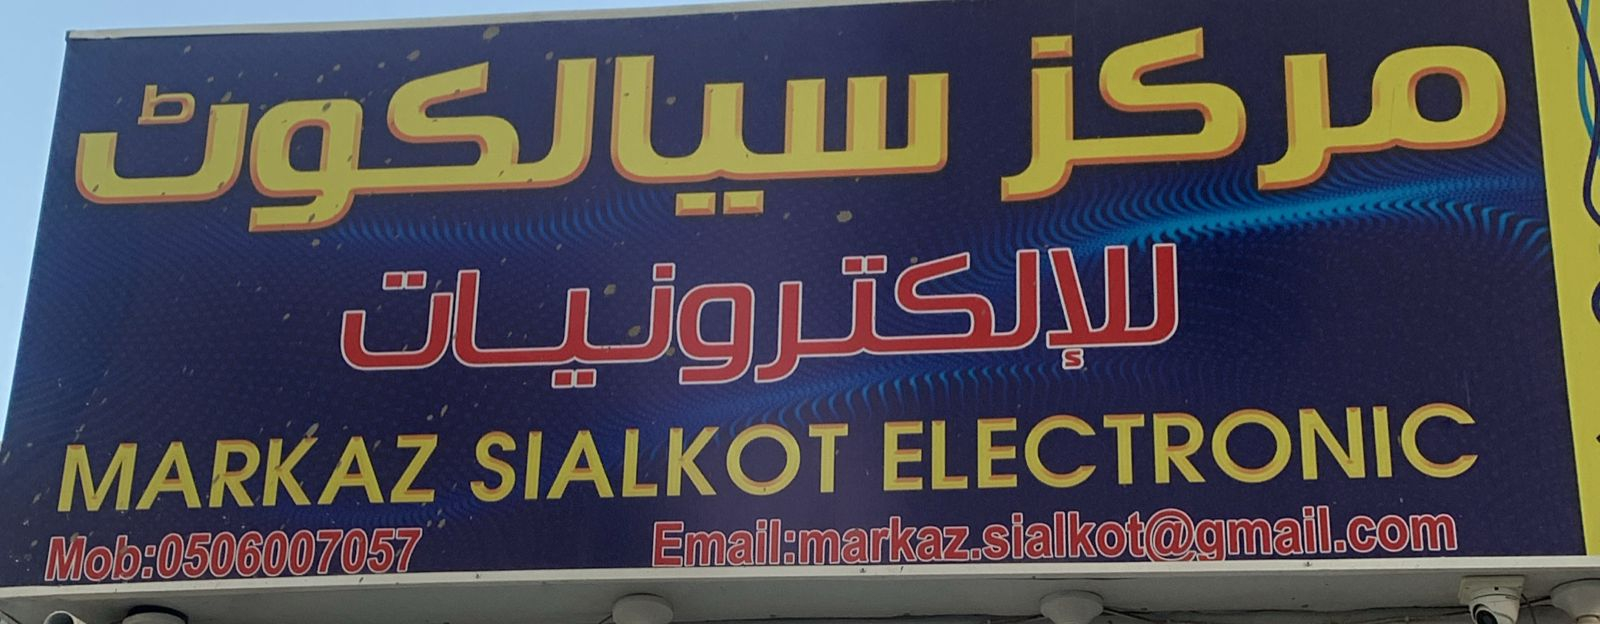 مركز سيالكوٹ
للإلكترونيات
MARKAZ SIALKOT ELECTRONIC
Mob:0506007057
Email:markaz.sialkot@gmail.com